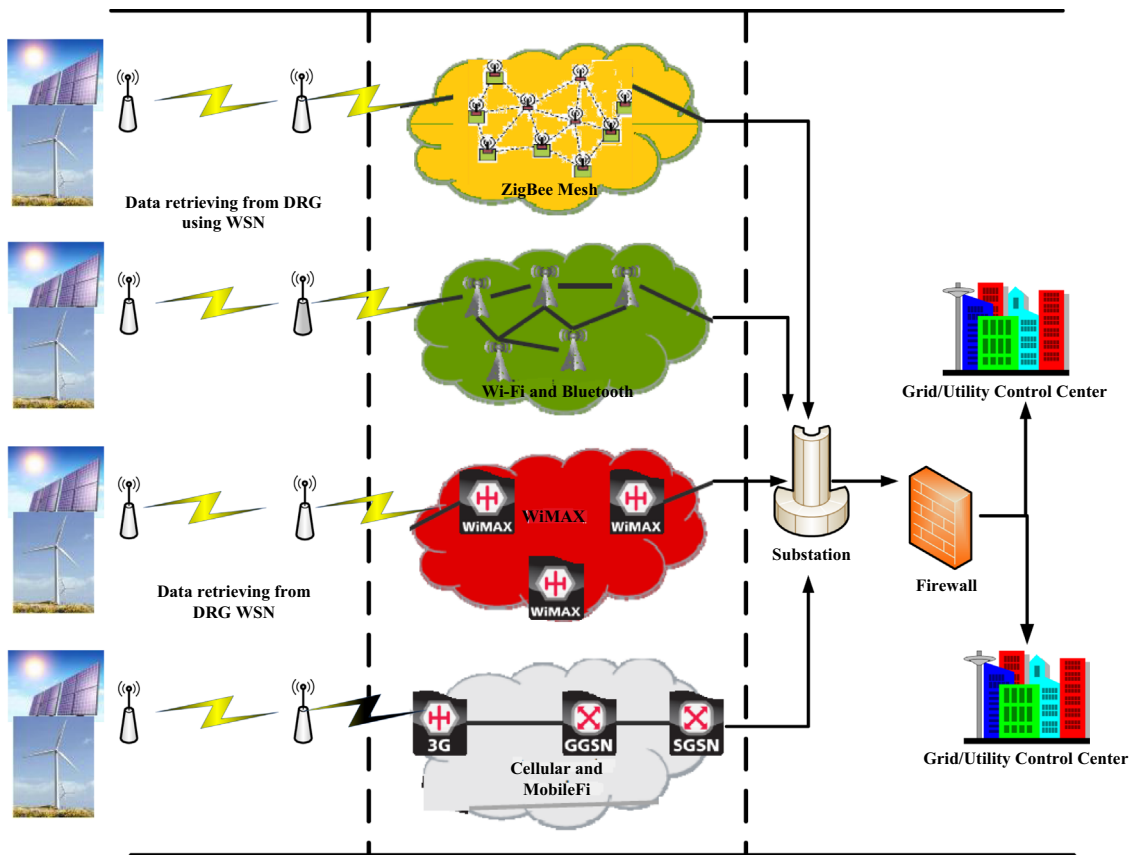 ZigBee Mesh
Data retrieving from DRG
using WSN
Wi-Fi and Bluetooth
Grid/Utility Control Center
WiMAX
WiMAX
WiMAX
WiMAX
Substation
Firewall
Data retrieving from
DRG WSN
3G
GGSN
SGSN
Cellular and
MobileFi
Grid/Utility Control Center